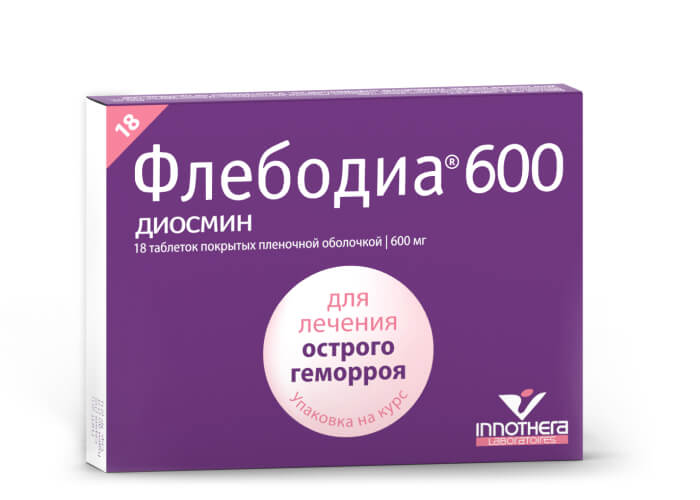 18
Флебодиа® 600
ДИОСМИН
18 таблеток покрытых пленочной оболочкой | 600 мг
для
лечения
острого
геморроя
Упаковка на курс
INNOTHERA
LABORATOIRES